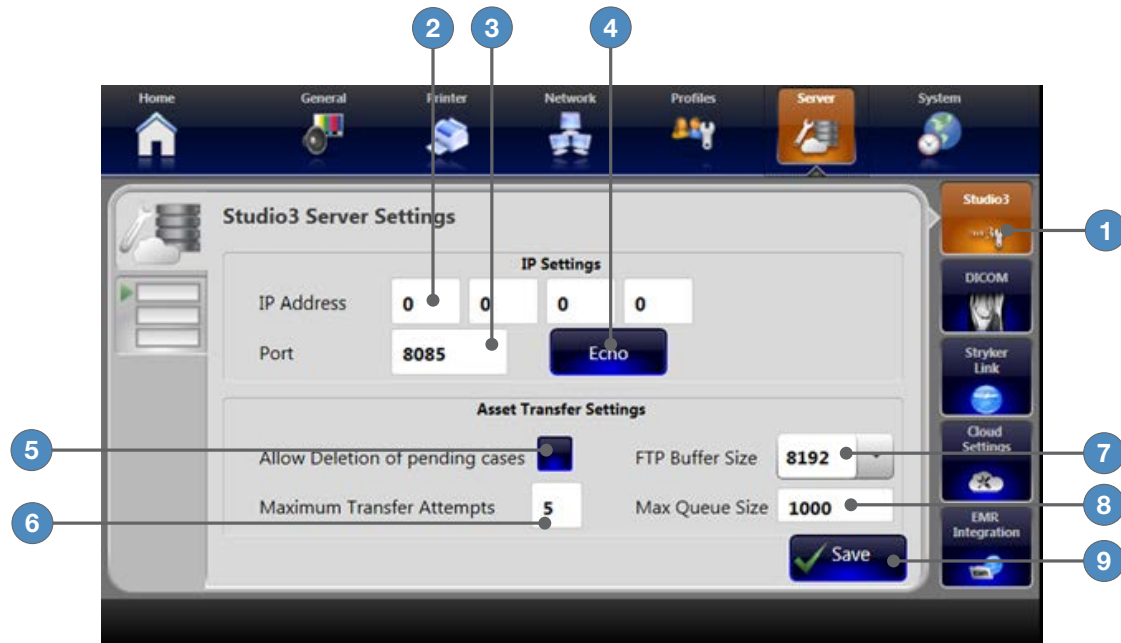 2 3 4
Home General Printer Network Profiles Server System
Studio3
1
Studio3 Server Settings
DICOM
IP Settings
IP Address 0 0 0 0
Port 8085 Echo
Stryker
Link
Asset Transfer Settings
Cloud
Settings
5 Allow Deletion of pending cases FTP Buffer Size 8192 7
6 Maximum Transfer Attempts 5 Max Queue Size 1000 8
EMR
Integration
Save 9